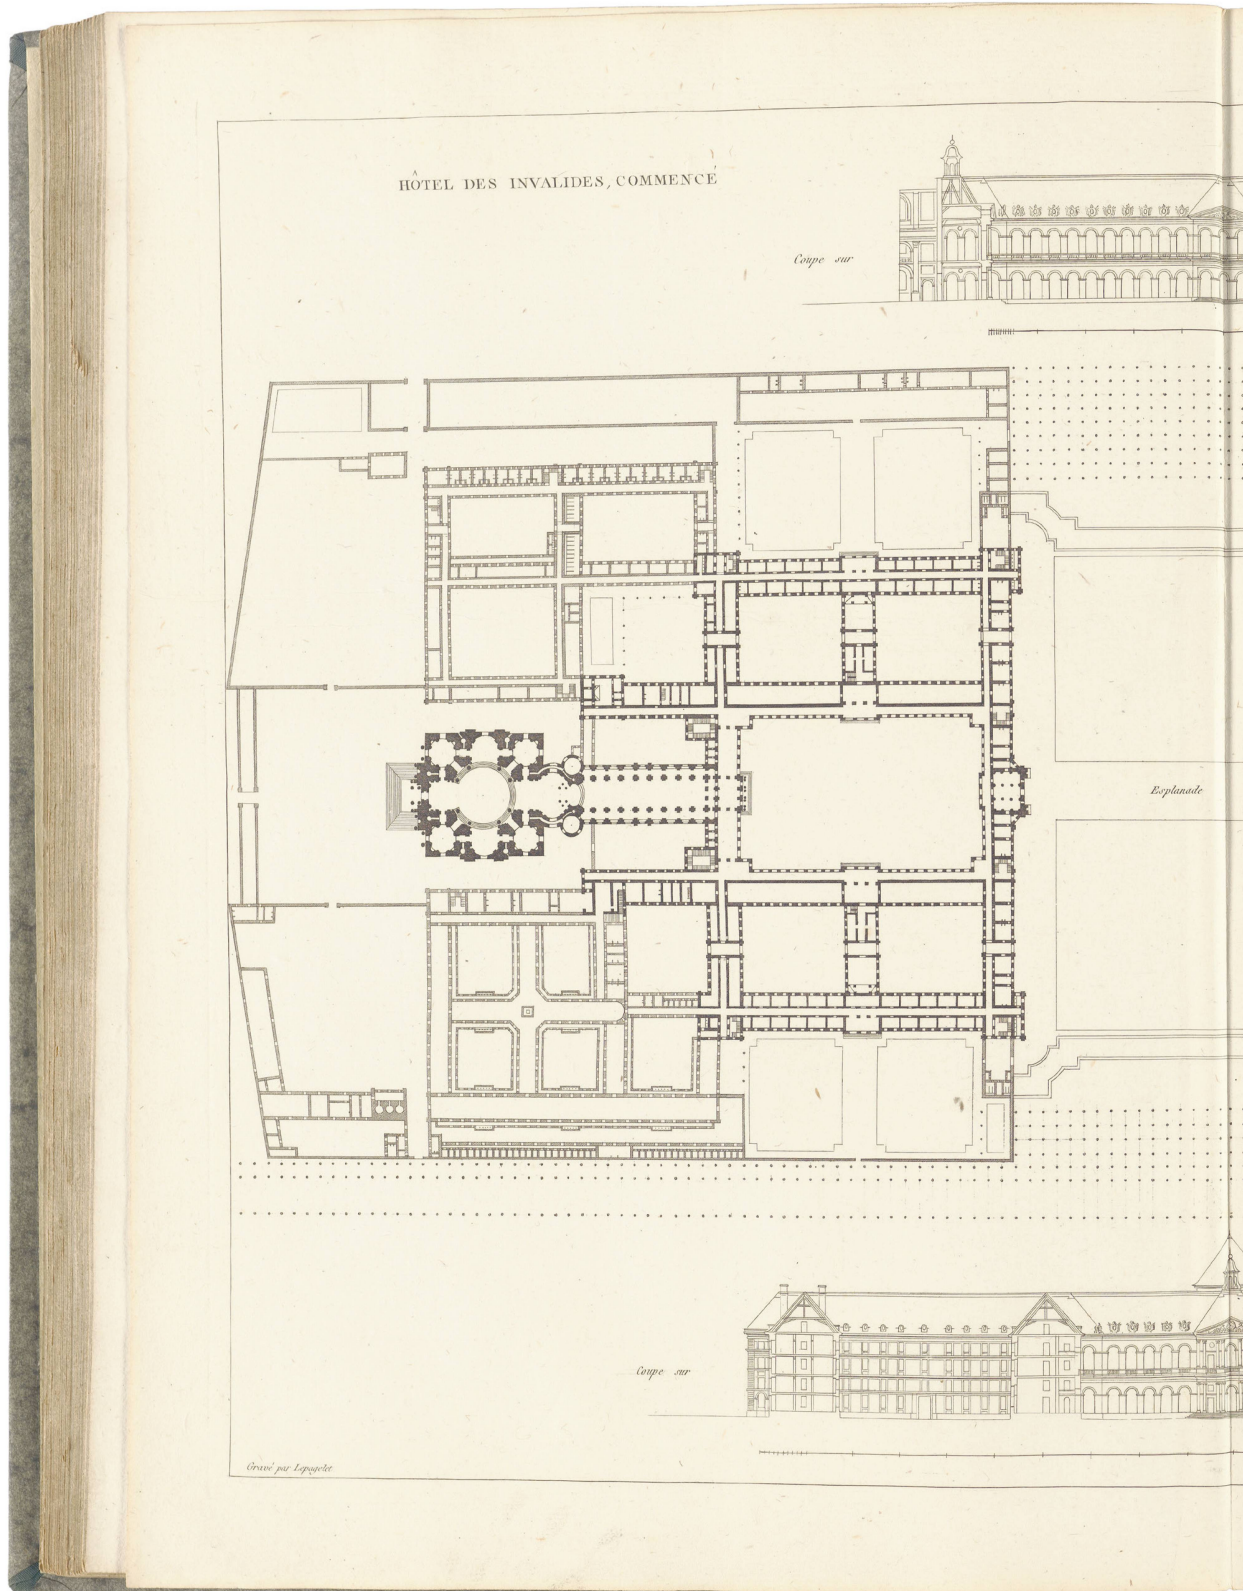 HÔTEL DES INVALIDES, COMMENCÉ
Coupe sur
Esplanade
Coupe sur
Gravé par Lepagelet